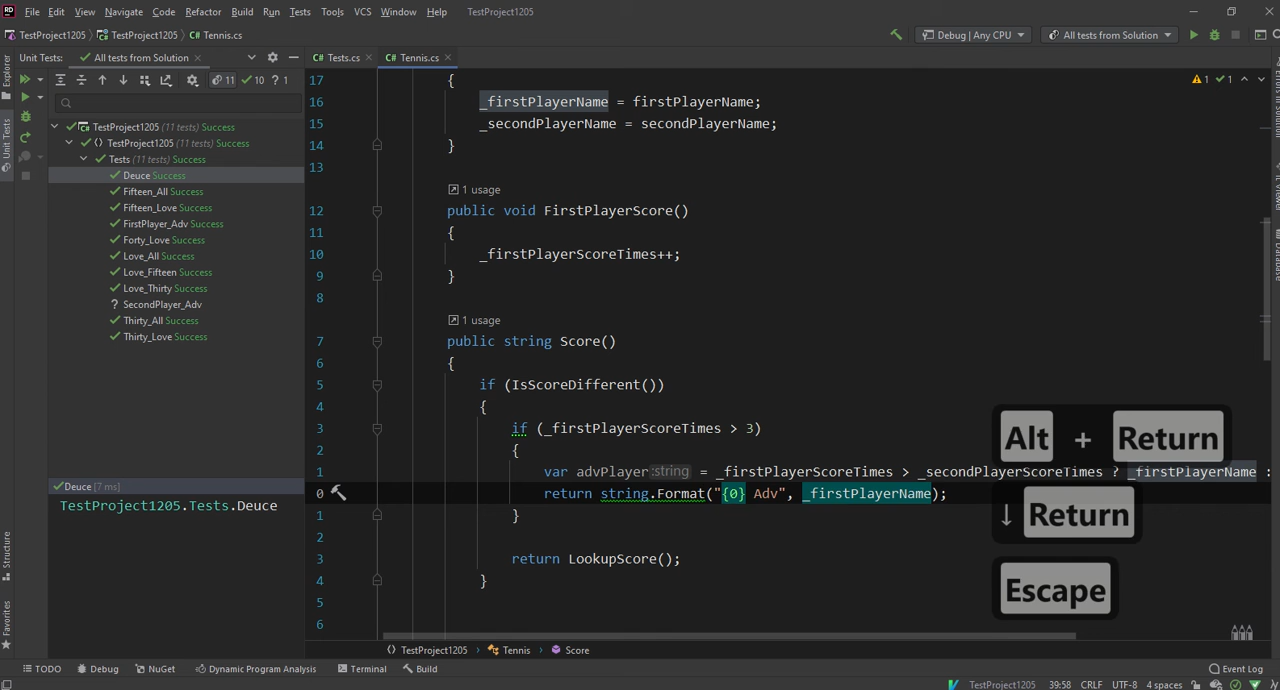 File Edit View Navigate Code Refactor Build Run Tests Tools VCS Window Help TestProject1205
TestProject1205 TestProject1205 Tennis.cs Debug | Any CPU All tests from Solution
Unit Tests: All tests from Solution Tests.cs Tennis.cs
11 10 ? 1
TestProject1205 (11 tests) Success
TestProject1205 (11 tests) Success
Tests (11 tests) Success
Deuce Success
Fifteen_All Success
Fifteen_Love Success
FirstPlayer_Adv Success
Forty_Love Success
Love_All Success
Love_Fifteen Success
Love_Thirty Success
? SecondPlayer_Adv
Thirty_All Success
Thirty_Love Success
Deuce [7 ms]
TestProject1205.Tests.Deuce
Explorer
Unit Tests
Structure
Favorites
1 1
17 {
16 _firstPlayerName = firstPlayerName;
15 _secondPlayerName = secondPlayerName;
14 }
13
1 usage
12 public void FirstPlayerScore()
11 {
10 _firstPlayerScoreTimes++;
9 }
8
1 usage
7 public string Score()
6 {
5 if (IsScoreDifferent())
4 {
3 if (_firstPlayerScoreTimes > 3)
2 {
1 var advPlayer:string = _firstPlayerScoreTimes > _secondPlayerScoreTimes ? _firstPlayerName :
0 return string.Format("{0} Adv", _firstPlayerName);
1 }
2
3 return LookupScore();
4 }
5
6
Alt + Return
↓ Return
Escape
Database
TestProject1205 Tennis Score
TODO Debug NuGet Dynamic Program Analysis Terminal Build Event Log
TestProject1205 39:58 CRLF UTF-8 4 spaces